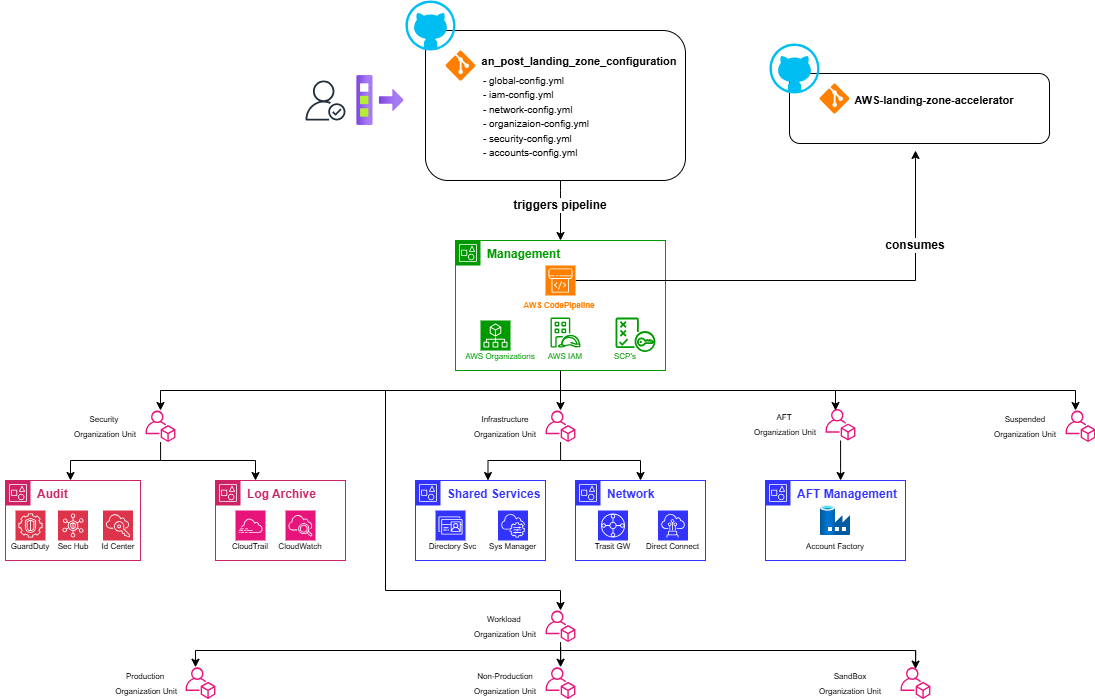 an_post_landing_zone_configuration
- global-config.yml
- iam-config.yml
- network-config.yml
- organizaion-config.yml
- security-config.yml
- accounts-config.yml
AWS-landing-zone-accelerator
triggers pipeline
consumes
Management
AWS CodePipeline
AWS Organizations
AWS IAM
SCP's
Security
Organization Unit
Infrastructure
Organization Unit
AFT
Organization Unit
Suspended
Organization Unit
Audit
GuardDuty
Sec Hub
Id Center
Log Archive
CloudTrail
CloudWatch
Shared Services
Directory Svc
Sys Manager
Network
Trasit GW
Direct Connect
AFT Management
Account Factory
Workload
Organization Unit
Production
Organization Unit
Non-Production
Organization Unit
SandBox
Organization Unit